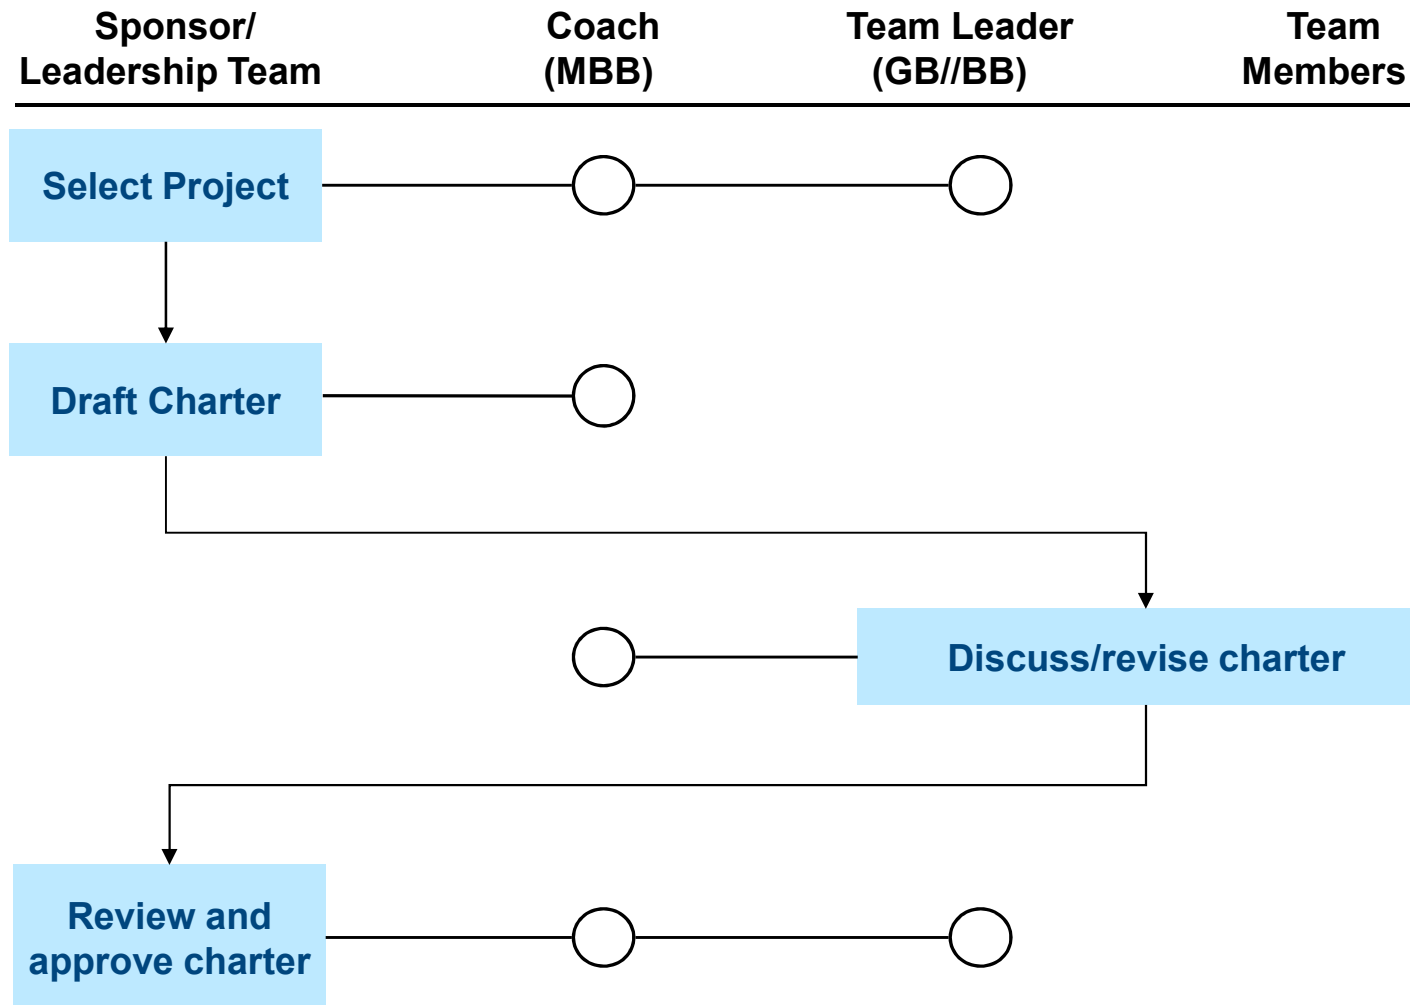 Sponsor/
Leadership Team
Coach
(MBB)
Team Leader
(GB//BB)
Team
Members
Select Project
Draft Charter
Discuss/revise charter
Review and
approve charter